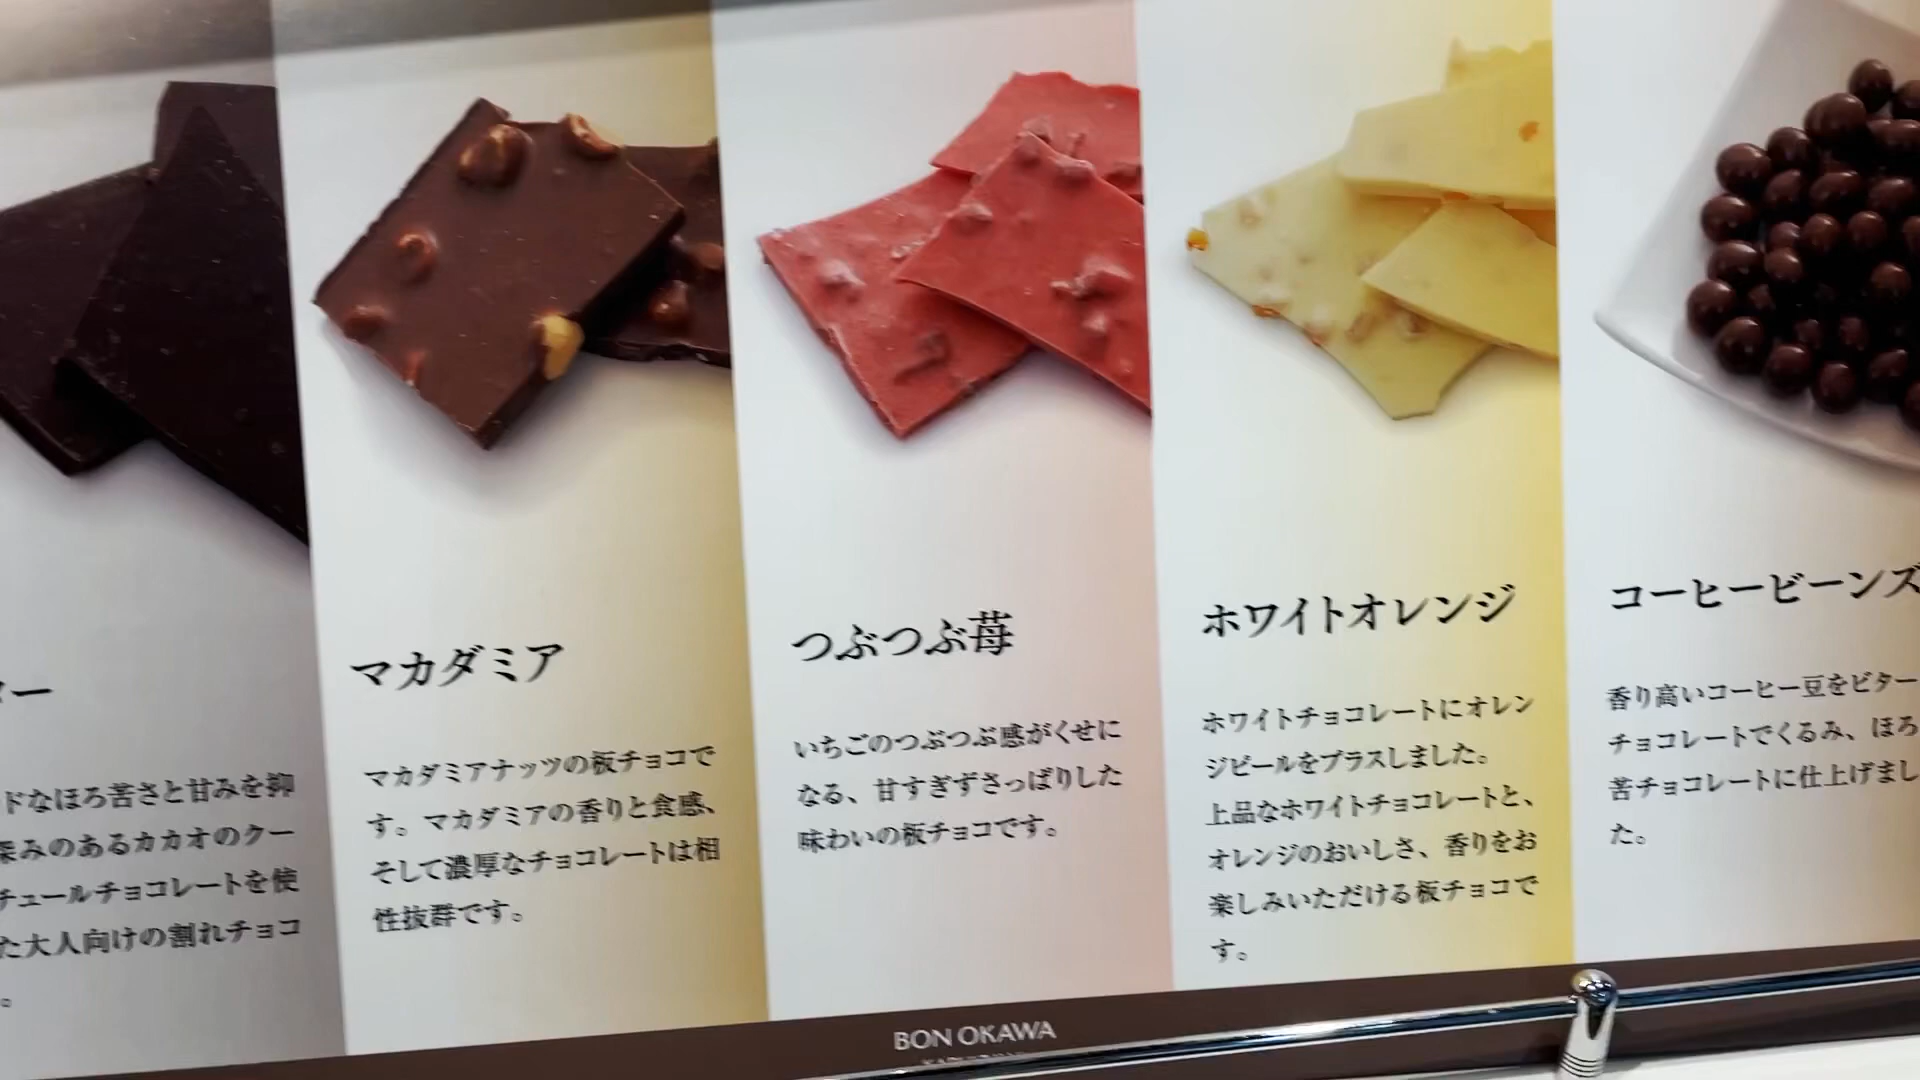 ター
ドなほろ苦さと甘みを抑
深みのあるカカオのクー
チュールチョコレートを使
た大人向けの割れチョコ
。
マカダミア
マカダミアナッツの板チョコで
す。マカダミアの香りと食感、
そして濃厚なチョコレートは相
性抜群です。
つぶつぶ苺
いちごのつぶつぶ感がくせに
なる、甘すぎずさっぱりした
味わいの板チョコです。
ホワイトオレンジ
ホワイトチョコレートにオレン
ジピールをプラスしました。
上品なホワイトチョコレートと、
オレンジのおいしさ、香りをお
楽しみいただける板チョコで
す。
コーヒービーンズ
香り高いコーヒー豆をビター
チョコレートでくるみ、ほろ
苦チョコレートに仕上げまし
た。
BON OKAWA